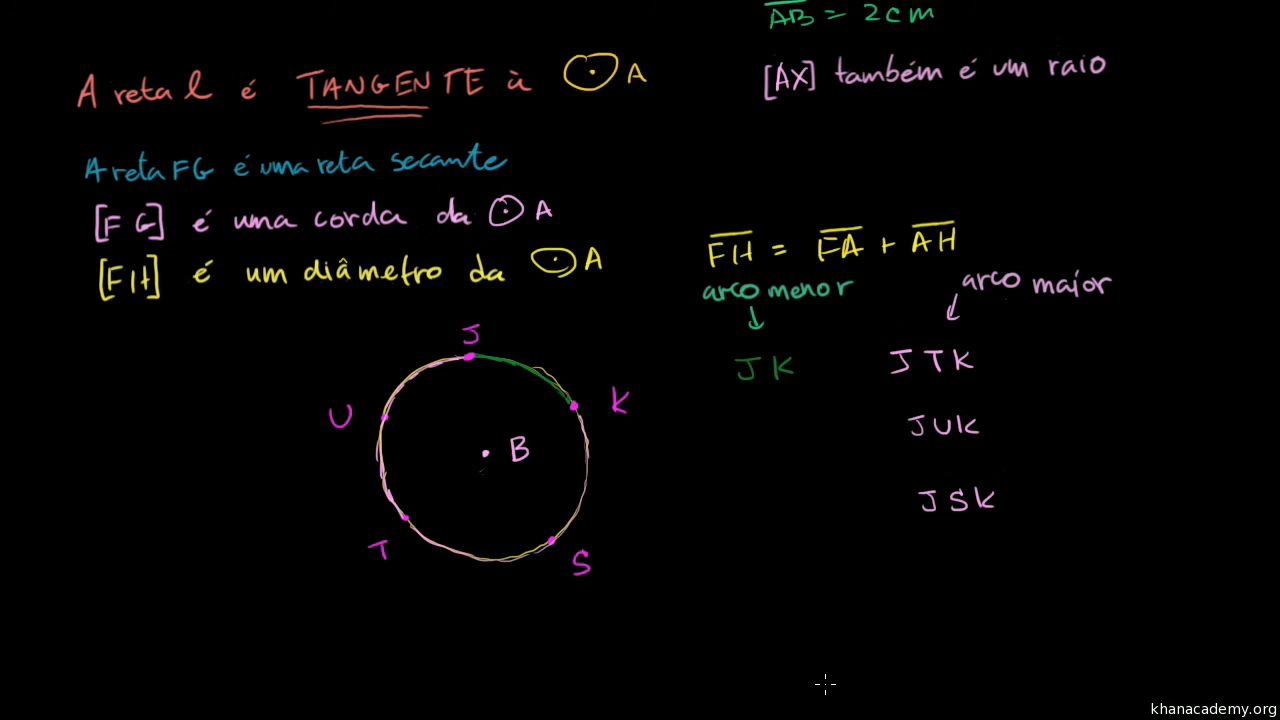 AB = 2cm
[AX] também é um raio
A reta l é TANGENTE à ⊙ A
A reta FG é uma reta secante
[FG] é uma corda da ⊙ A
[FH] é um diâmetro da ⊙ A
FH = FA + AH
arco menor
arco maior
JK
JTK
JUK
JSK
J
K
U
B
T
S
khanacademy.org